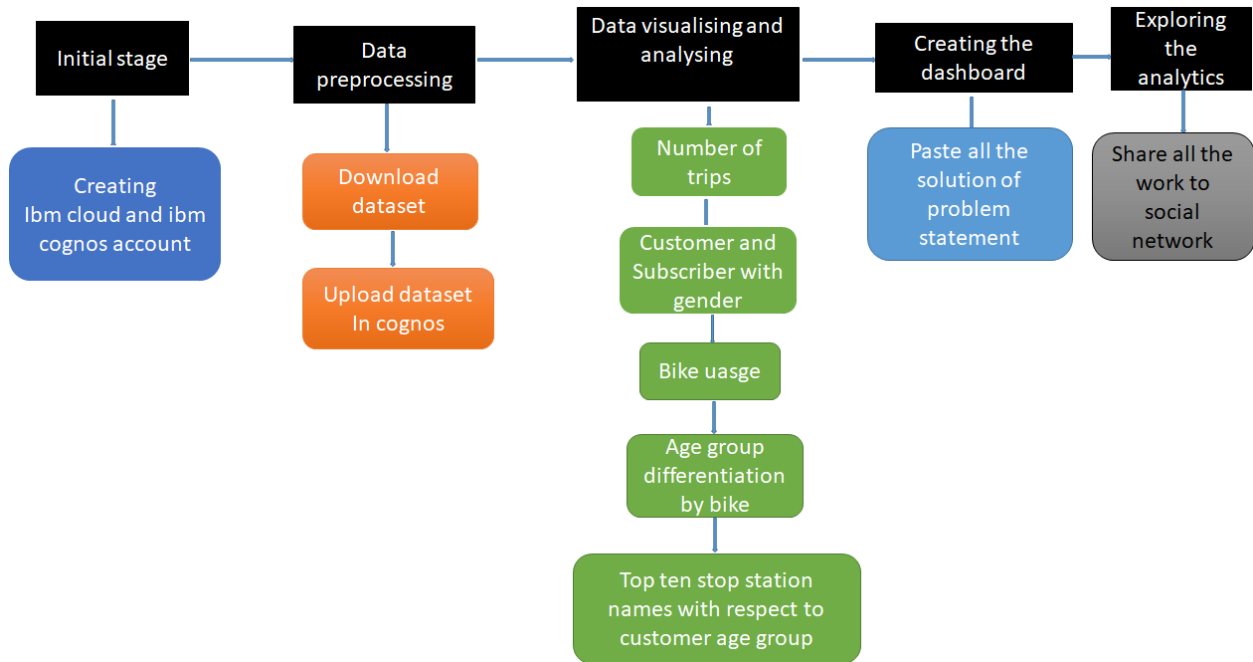 Initial stage
Data
preprocessing
Data visualising and
analysing
Creating the
dashboard
Exploring
the
analytics
Creating
Ibm cloud and ibm
cognos account
Download
dataset
Upload dataset
In cognos
Number of
trips
Customer and
Subscriber with
gender
Bike uasge
Age group
differentiation
by bike
Top ten stop station
names with respect to
customer age group
Paste all the
solution of
problem
statement
Share all the
work to
social
network